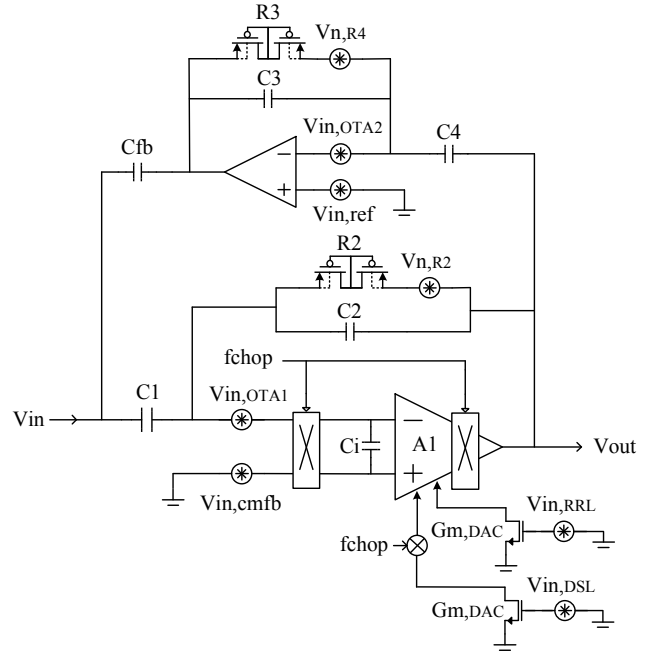 R3
Vn,R4
C3
Vin,OTA2
Cfb
C4
−
+
Vin,ref
R2
Vn,R2
C2
fchop
C1
Vin,OTA1
Vin
Ci
−
A1
+
Vout
Vin,cmfb
Vin,RRL
Gm,DAC
fchop
Vin,DSL
Gm,DAC